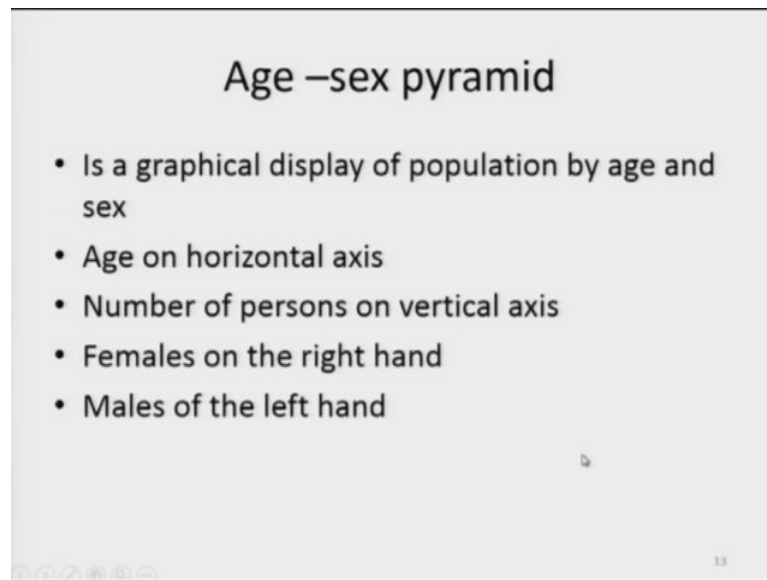 Age –sex pyramid
• Is a graphical display of population by age and
sex
• Age on horizontal axis
• Number of persons on vertical axis
• Females on the right hand
• Males of the left hand
13